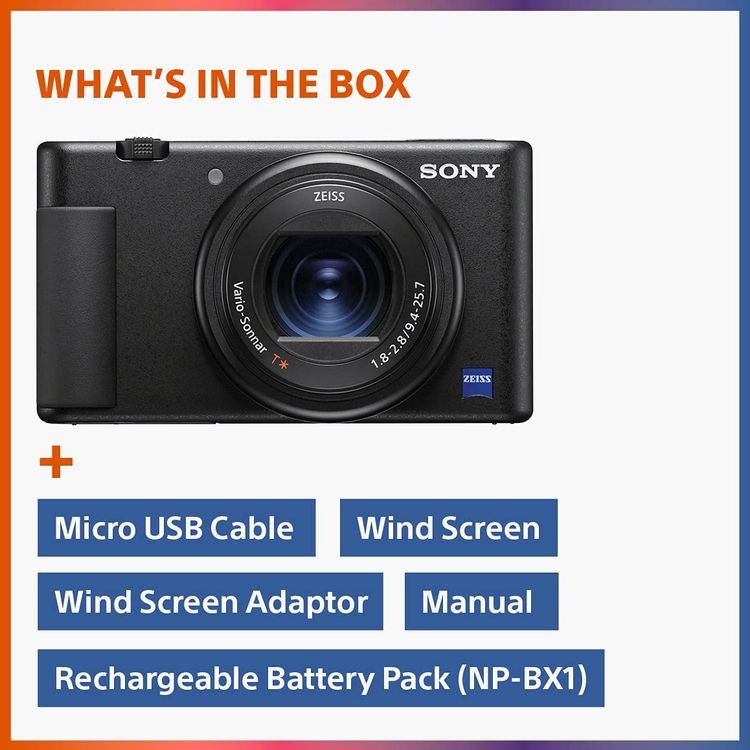 WHAT'S IN THE BOX
SONY
ZEISS
Vario-Sonnar T* 1.8-2.8/9.4-25.7
ZEISS
+
Micro USB Cable
Wind Screen
Wind Screen Adaptor
Manual
Rechargeable Battery Pack (NP-BX1)